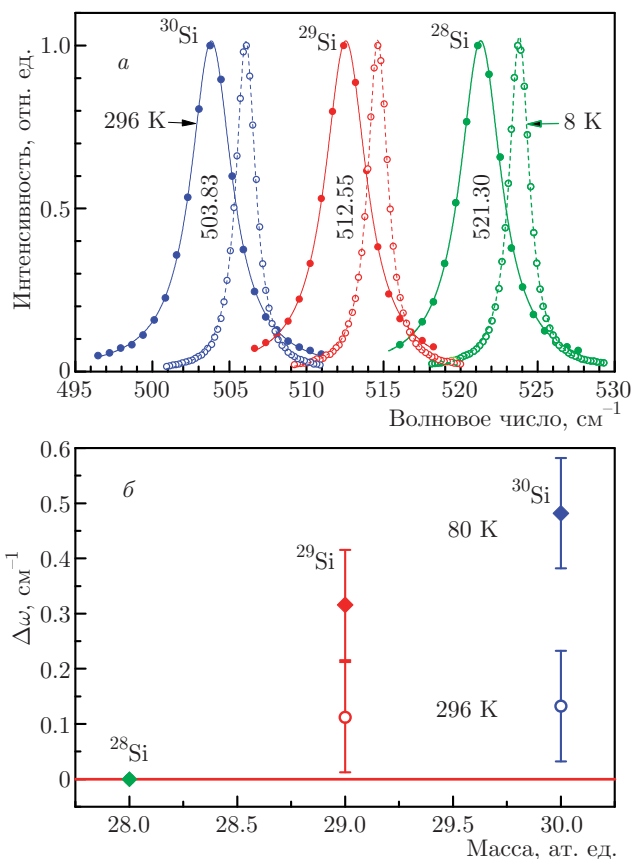 ³⁰Si ²⁹Si ²⁸Si
а
296 K
8 K
503.83
512.55
521.30
Интенсивность, отн. ед.
1.0
0.5
0
495 500 505 510 515 520 525 530
Волновое число, см⁻¹
б
³⁰Si
80 K
²⁹Si
296 K
²⁸Si
Δω, см⁻¹
0.6
0.5
0.4
0.3
0.2
0.1
0
28.0 28.5 29.0 29.5 30.0
Масса, ат. ед.